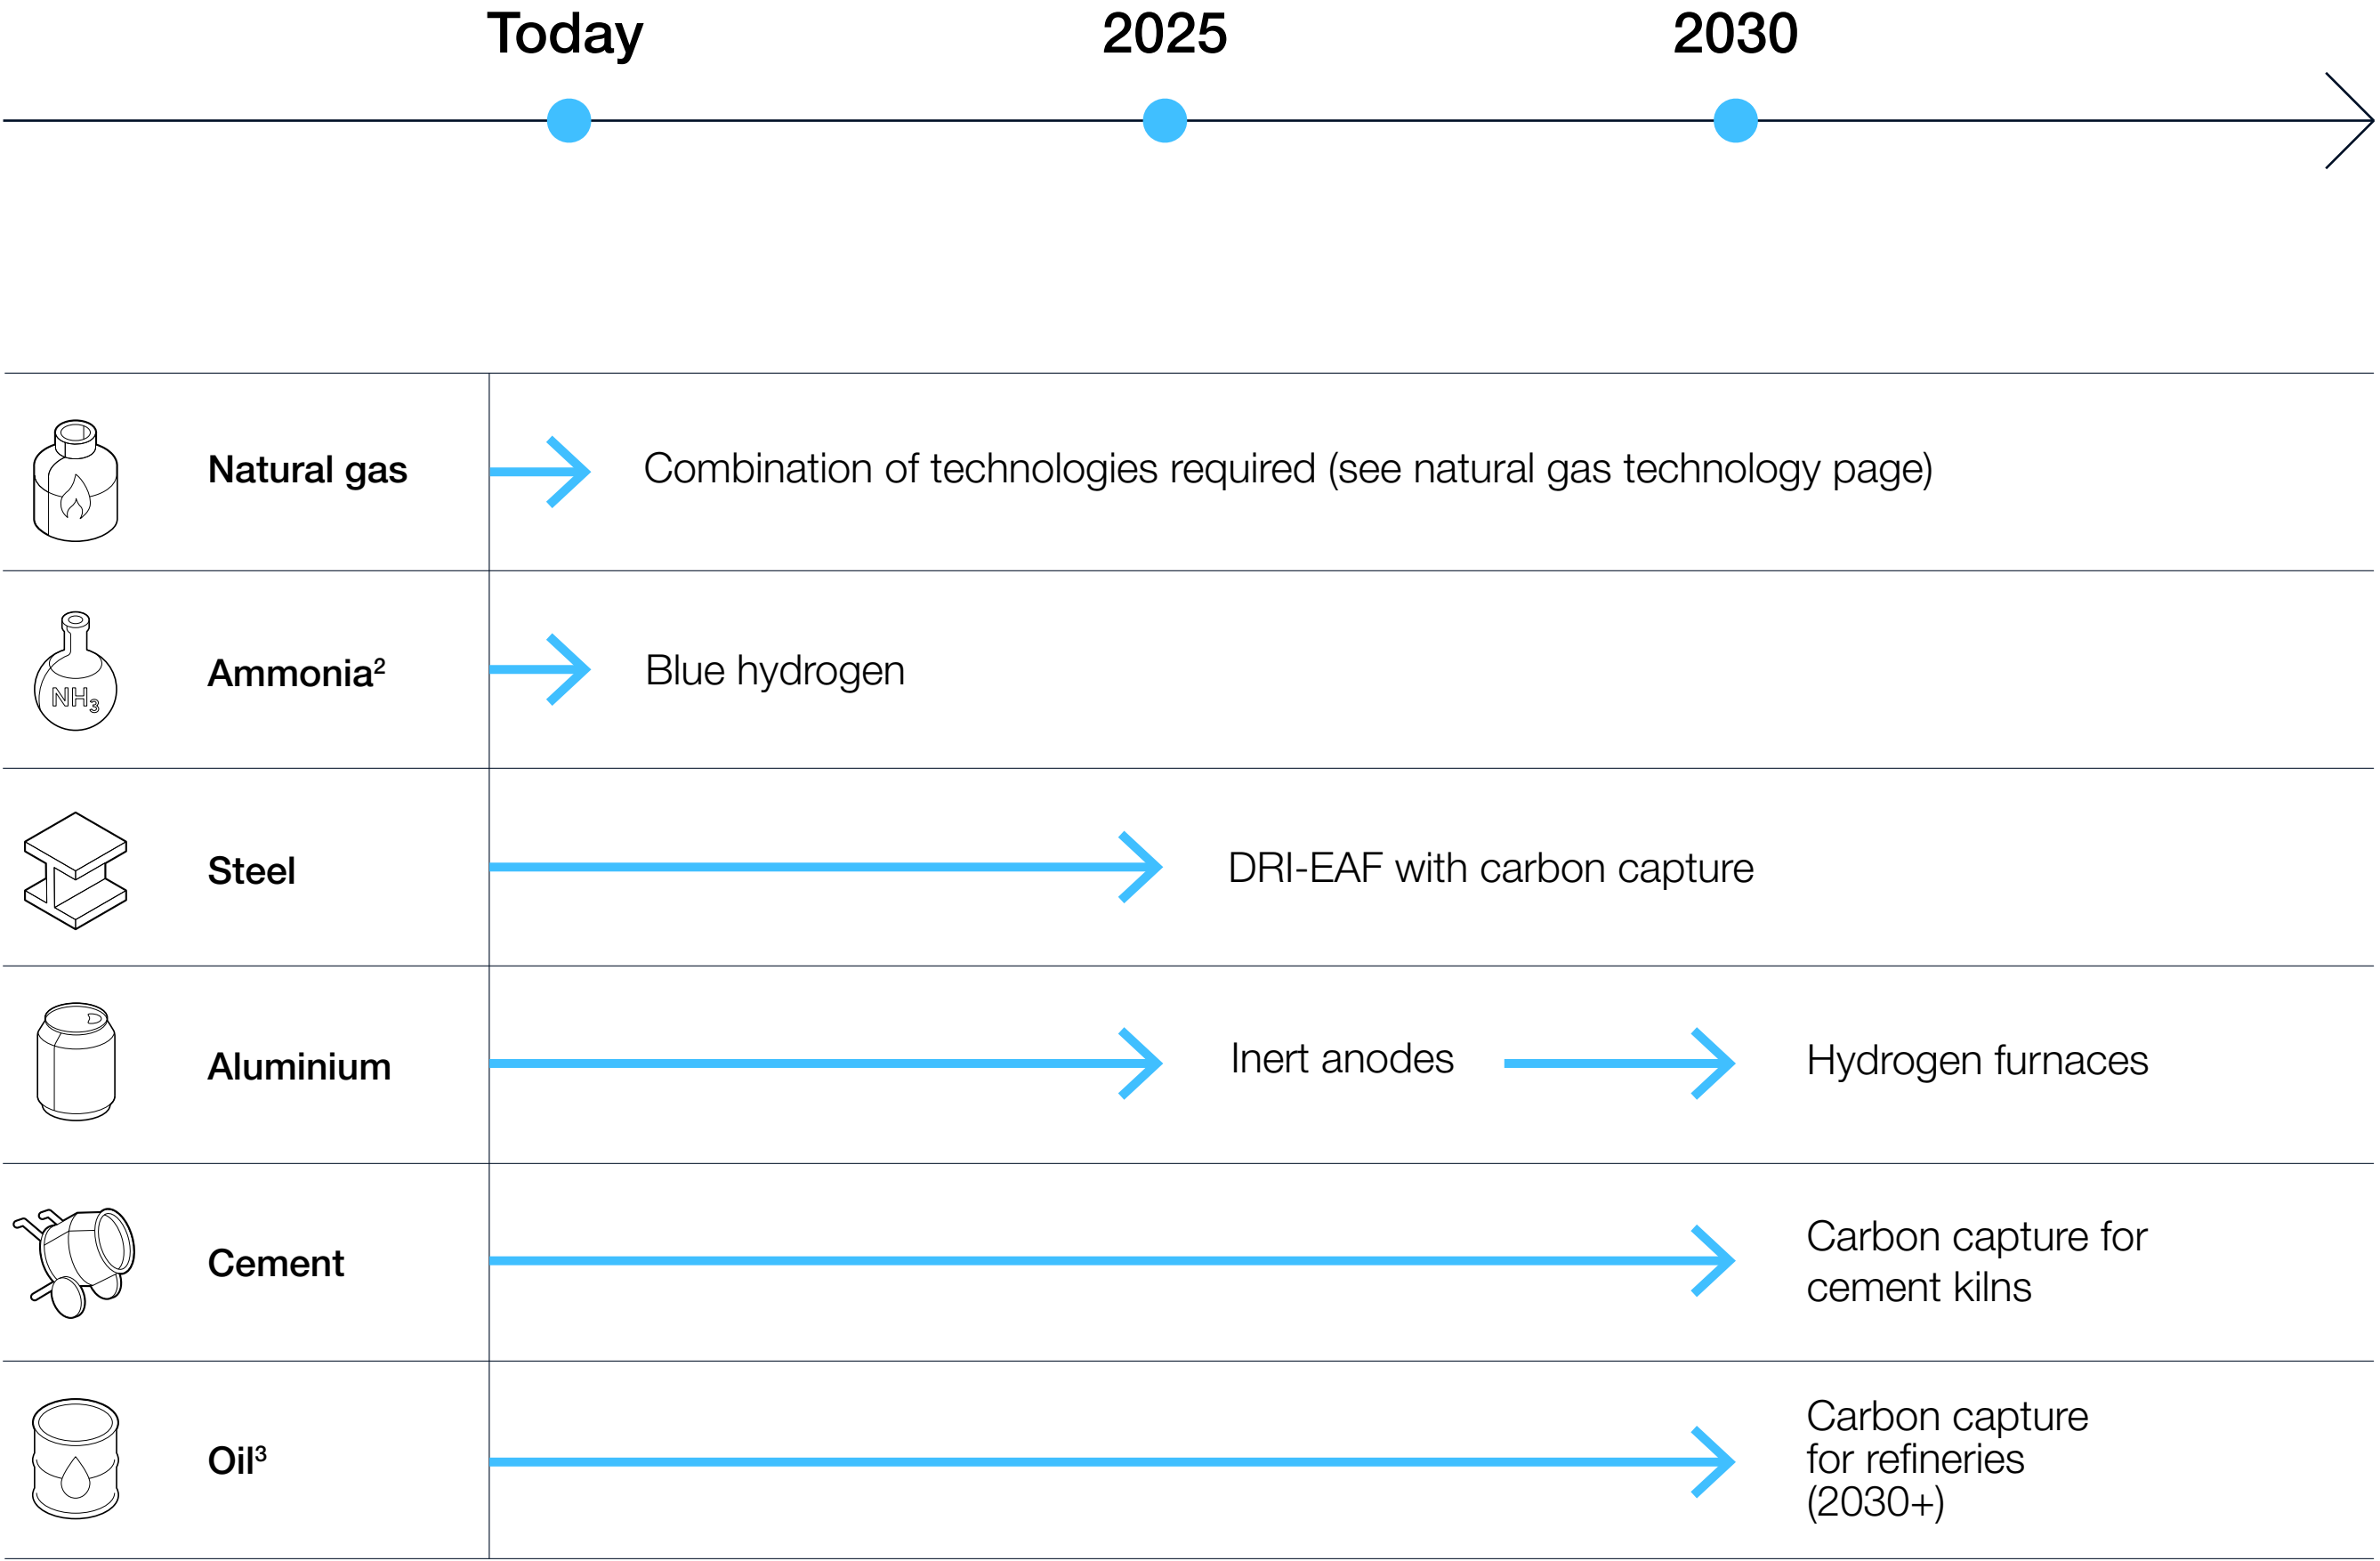 Today
2025
2030
Natural gas
Combination of technologies required (see natural gas technology page)
NH3
Ammonia²
Blue hydrogen
Steel
DRI-EAF with carbon capture
Aluminium
Inert anodes
Hydrogen furnaces
Cement
Carbon capture for
cement kilns
Oil³
Carbon capture
for refineries
(2030+)